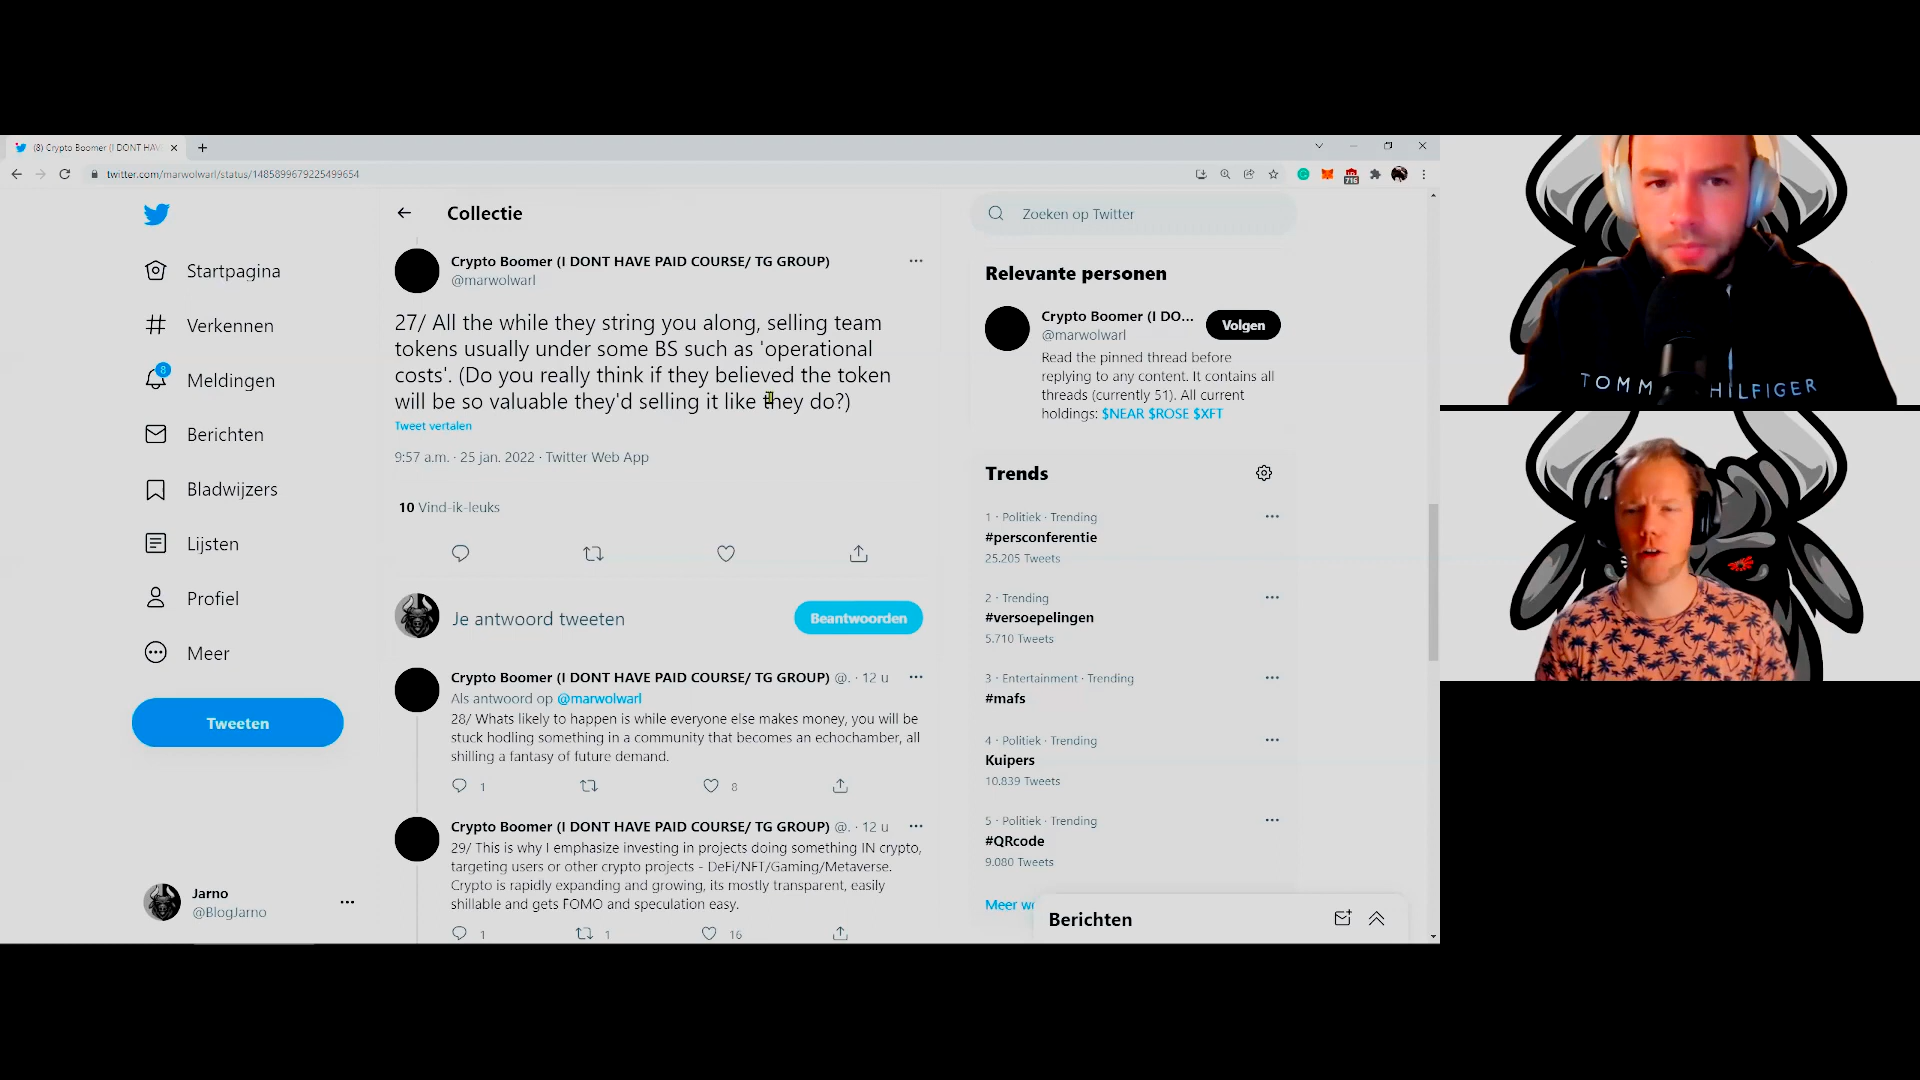 (8) Crypto Boomer (I DONT HAV
twitter.com/marwolwarl/status/1485899679225499654
716
Startpagina
Verkennen
8
Meldingen
Berichten
Bladwijzers
Lijsten
Profiel
Meer
Tweeten
Jarno
@BlogJarno
Collectie
Crypto Boomer (I DONT HAVE PAID COURSE/ TG GROUP)
@marwolwarl
27/ All the while they string you along, selling team
tokens usually under some BS such as 'operational
costs'. (Do you really think if they believed the token
will be so valuable they'd selling it like they do?)
Tweet vertalen
9:57 a.m. · 25 jan. 2022 · Twitter Web App
10 Vind-ik-leuks
Je antwoord tweeten
Beantwoorden
Crypto Boomer (I DONT HAVE PAID COURSE/ TG GROUP) @. · 12 u
Als antwoord op @marwolwarl
28/ Whats likely to happen is while everyone else makes money, you will be
stuck hodling something in a community that becomes an echochamber, all
shilling a fantasy of future demand.
1 8
Crypto Boomer (I DONT HAVE PAID COURSE/ TG GROUP) @. · 12 u
29/ This is why I emphasize investing in projects doing something IN crypto,
targeting users or other crypto projects - DeFi/NFT/Gaming/Metaverse.
Crypto is rapidly expanding and growing, its mostly transparent, easily
shillable and gets FOMO and speculation easy.
1 1 16
Zoeken op Twitter
Relevante personen
Crypto Boomer (I DO...
@marwolwarl
Volgen
Read the pinned thread before
replying to any content. It contains all
threads (currently 51). All current
holdings: $NEAR $ROSE $XFT
Trends
1 · Politiek · Trending
#persconferentie
25.205 Tweets
2 · Trending
#versoepelingen
5.710 Tweets
3 · Entertainment · Trending
#mafs
4 · Politiek · Trending
Kuipers
10.839 Tweets
5 · Politiek · Trending
#QRcode
9.080 Tweets
Meer w
Berichten
TOMM HILFIGER